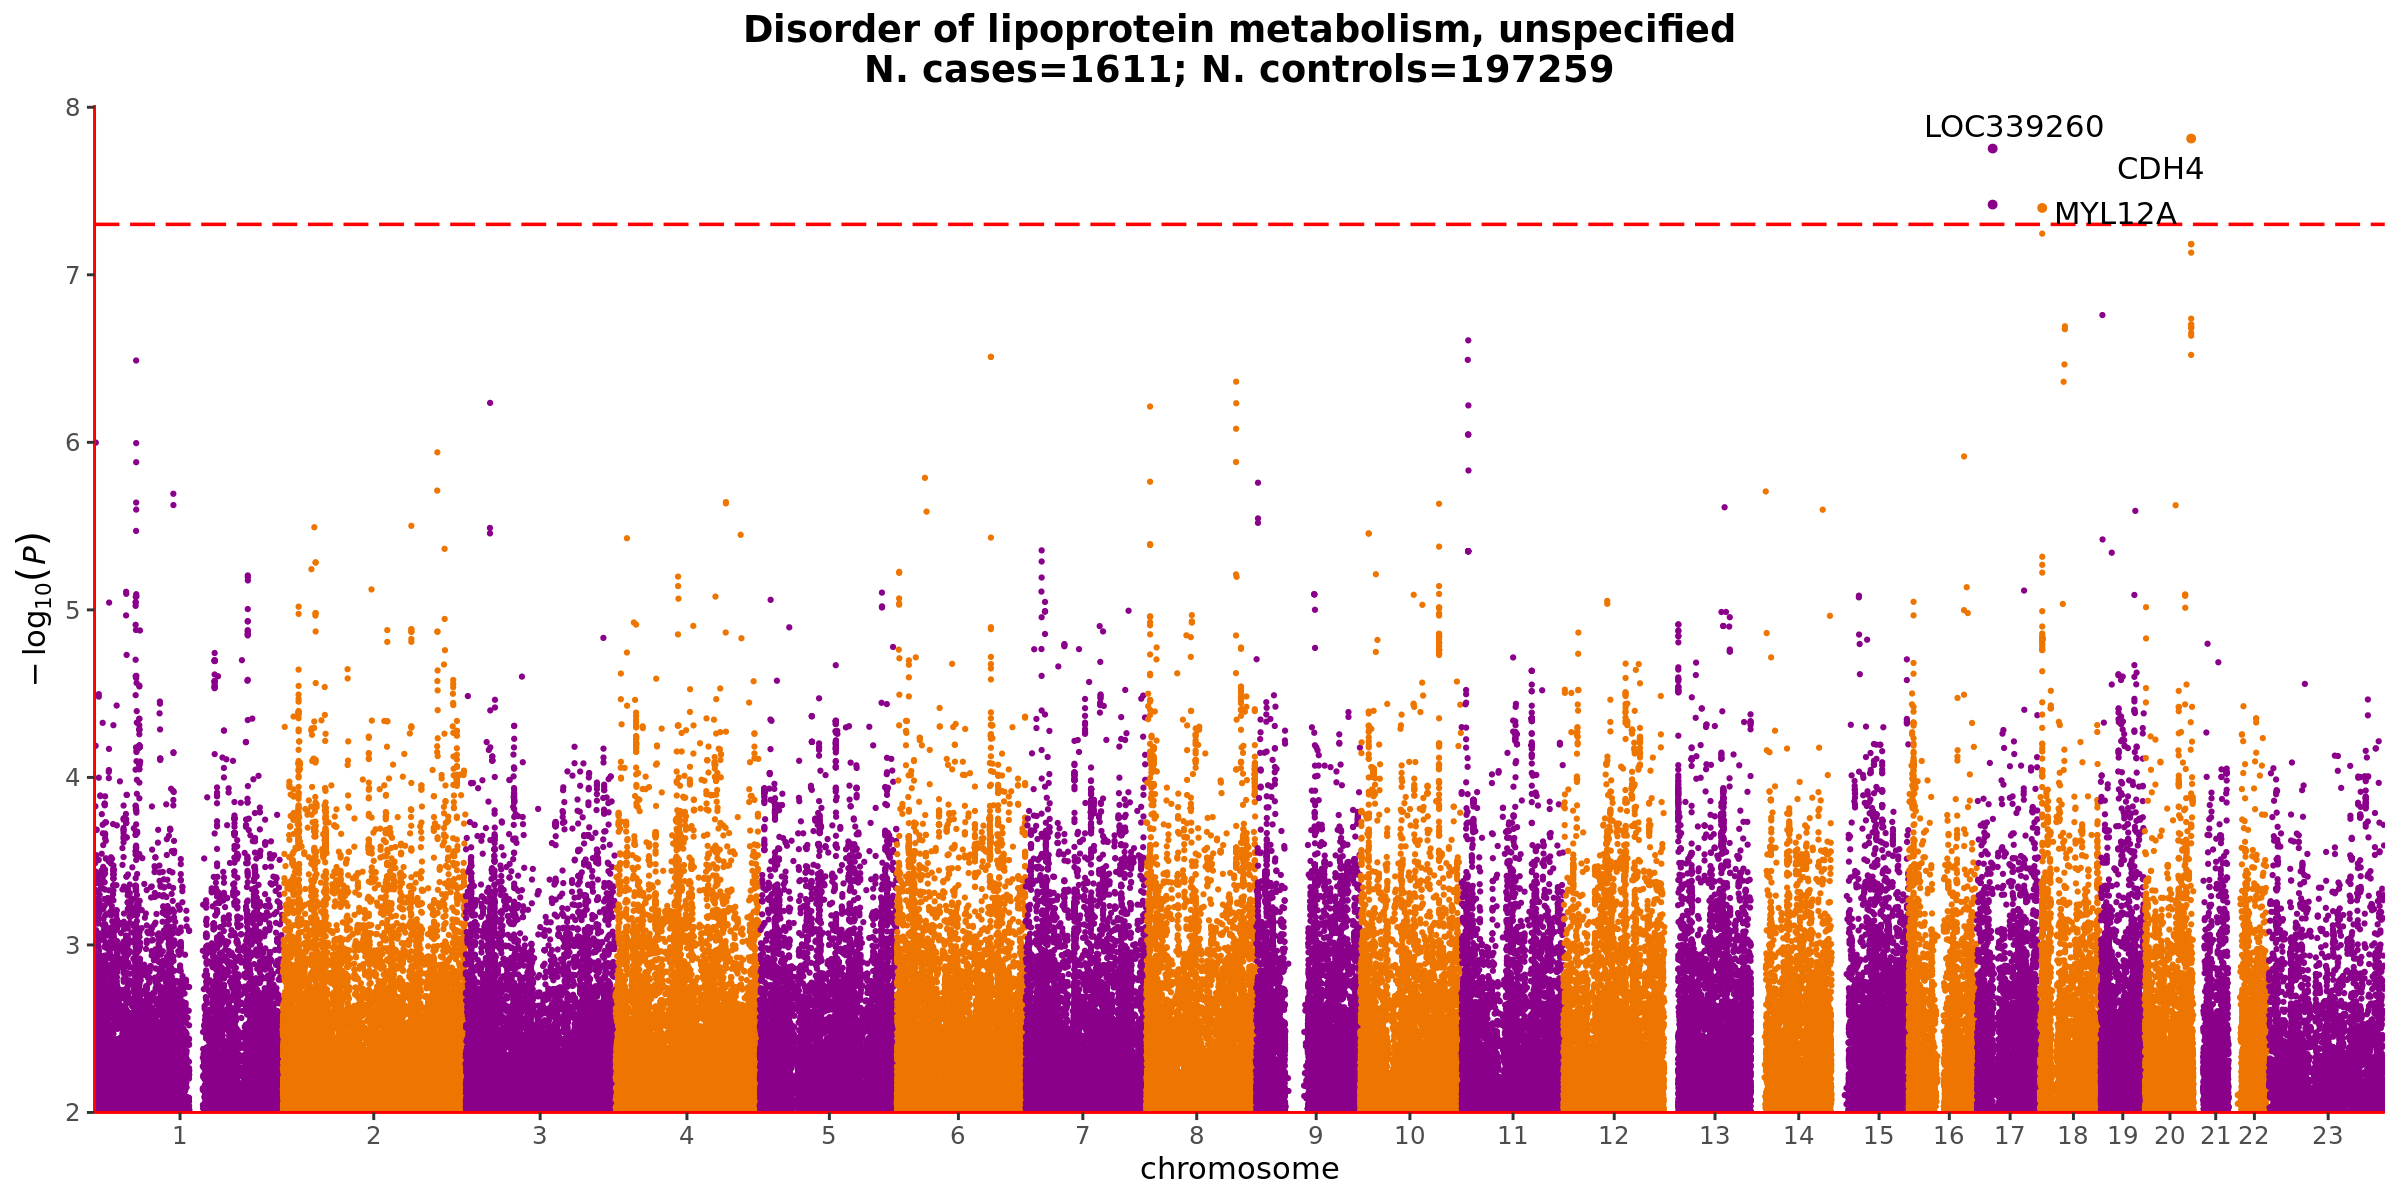 Disorder of lipoprotein metabolism, unspecified
N. cases=1611; N. controls=197259
8
7
6
5
4
3
2
− log₁₀(P)
LOC339260
CDH4
MYL12A
1 2 3 4 5 6 7 8 9 10 11 12 13 14 15 16 17 18 19 20 21 22 23
chromosome